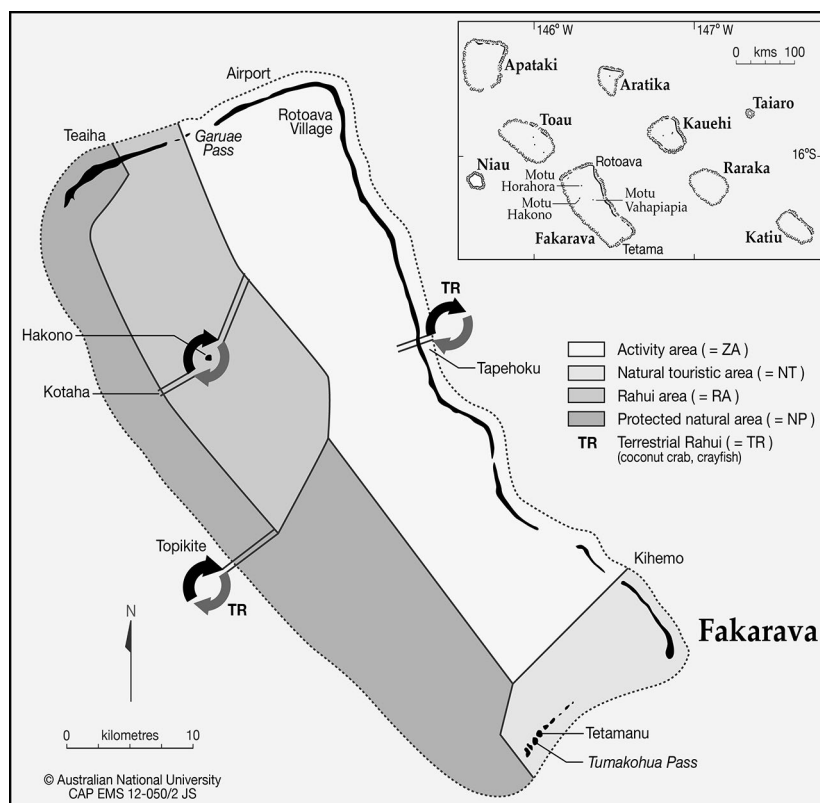 Airport
Rotoava
Village
Teaiha
Garuae
Pass
146°W
147°W
0 kms 100
Apataki
Aratika
Taiaro
Toau
Kauehi
16°S
Niau
Rotoava
Motu
Horahora
Raraka
Motu
Hakono
Motu
Vahapiapia
Fakarava
Tetama
Katiu
TR
Hakono
Tapehoku
Kotaha
Activity area ( = ZA)
Natural touristic area ( = NT)
Rahui area ( = RA)
Protected natural area ( = NP)
TR Terrestrial Rahui ( = TR )
(coconut crab, crayfish)
Topikite
TR
Kihemo
N
Fakarava
0 kilometres 10
Tetamanu
Tumakohua Pass
© Australian National University
CAP EMS 12-050/2 JS